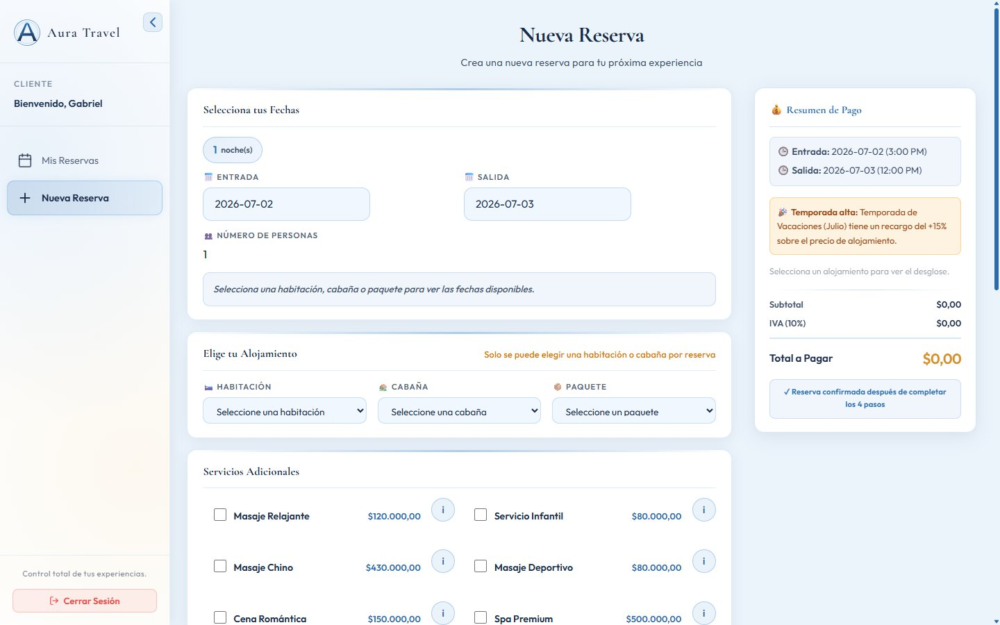 Aura Travel
CLIENTE
Bienvenido, Gabriel
Mis Reservas
Nueva Reserva
Control total de tus experiencias.
Cerrar Sesión
Nueva Reserva
Crea una nueva reserva para tu próxima experiencia
Selecciona tus Fechas
1 noche(s)
ENTRADA
SALIDA
2026-07-02
2026-07-03
NÚMERO DE PERSONAS
1
Selecciona una habitación, cabaña o paquete para ver las fechas disponibles.
Elige tu Alojamiento
Solo se puede elegir una habitación o cabaña por reserva
HABITACIÓN
CABAÑA
PAQUETE
Seleccione una habitación
Seleccione una cabaña
Seleccione un paquete
Servicios Adicionales
Masaje Relajante $120.000,00 i
Servicio Infantil $80.000,00 i
Masaje Chino $430.000,00 i
Masaje Deportivo $80.000,00 i
Cena Romántica $150.000,00 i
Spa Premium $500.000,00 i
Resumen de Pago
Entrada: 2026-07-02 (3:00 PM)
Salida: 2026-07-03 (12:00 PM)
Temporada alta: Temporada de
Vacaciones (Julio) tiene un recargo del +15%
sobre el precio de alojamiento.
Selecciona un alojamiento para ver el desglose.
Subtotal $0,00
IVA (10%) $0,00
Total a Pagar $0,00
✓ Reserva confirmada después de completar
los 4 pasos